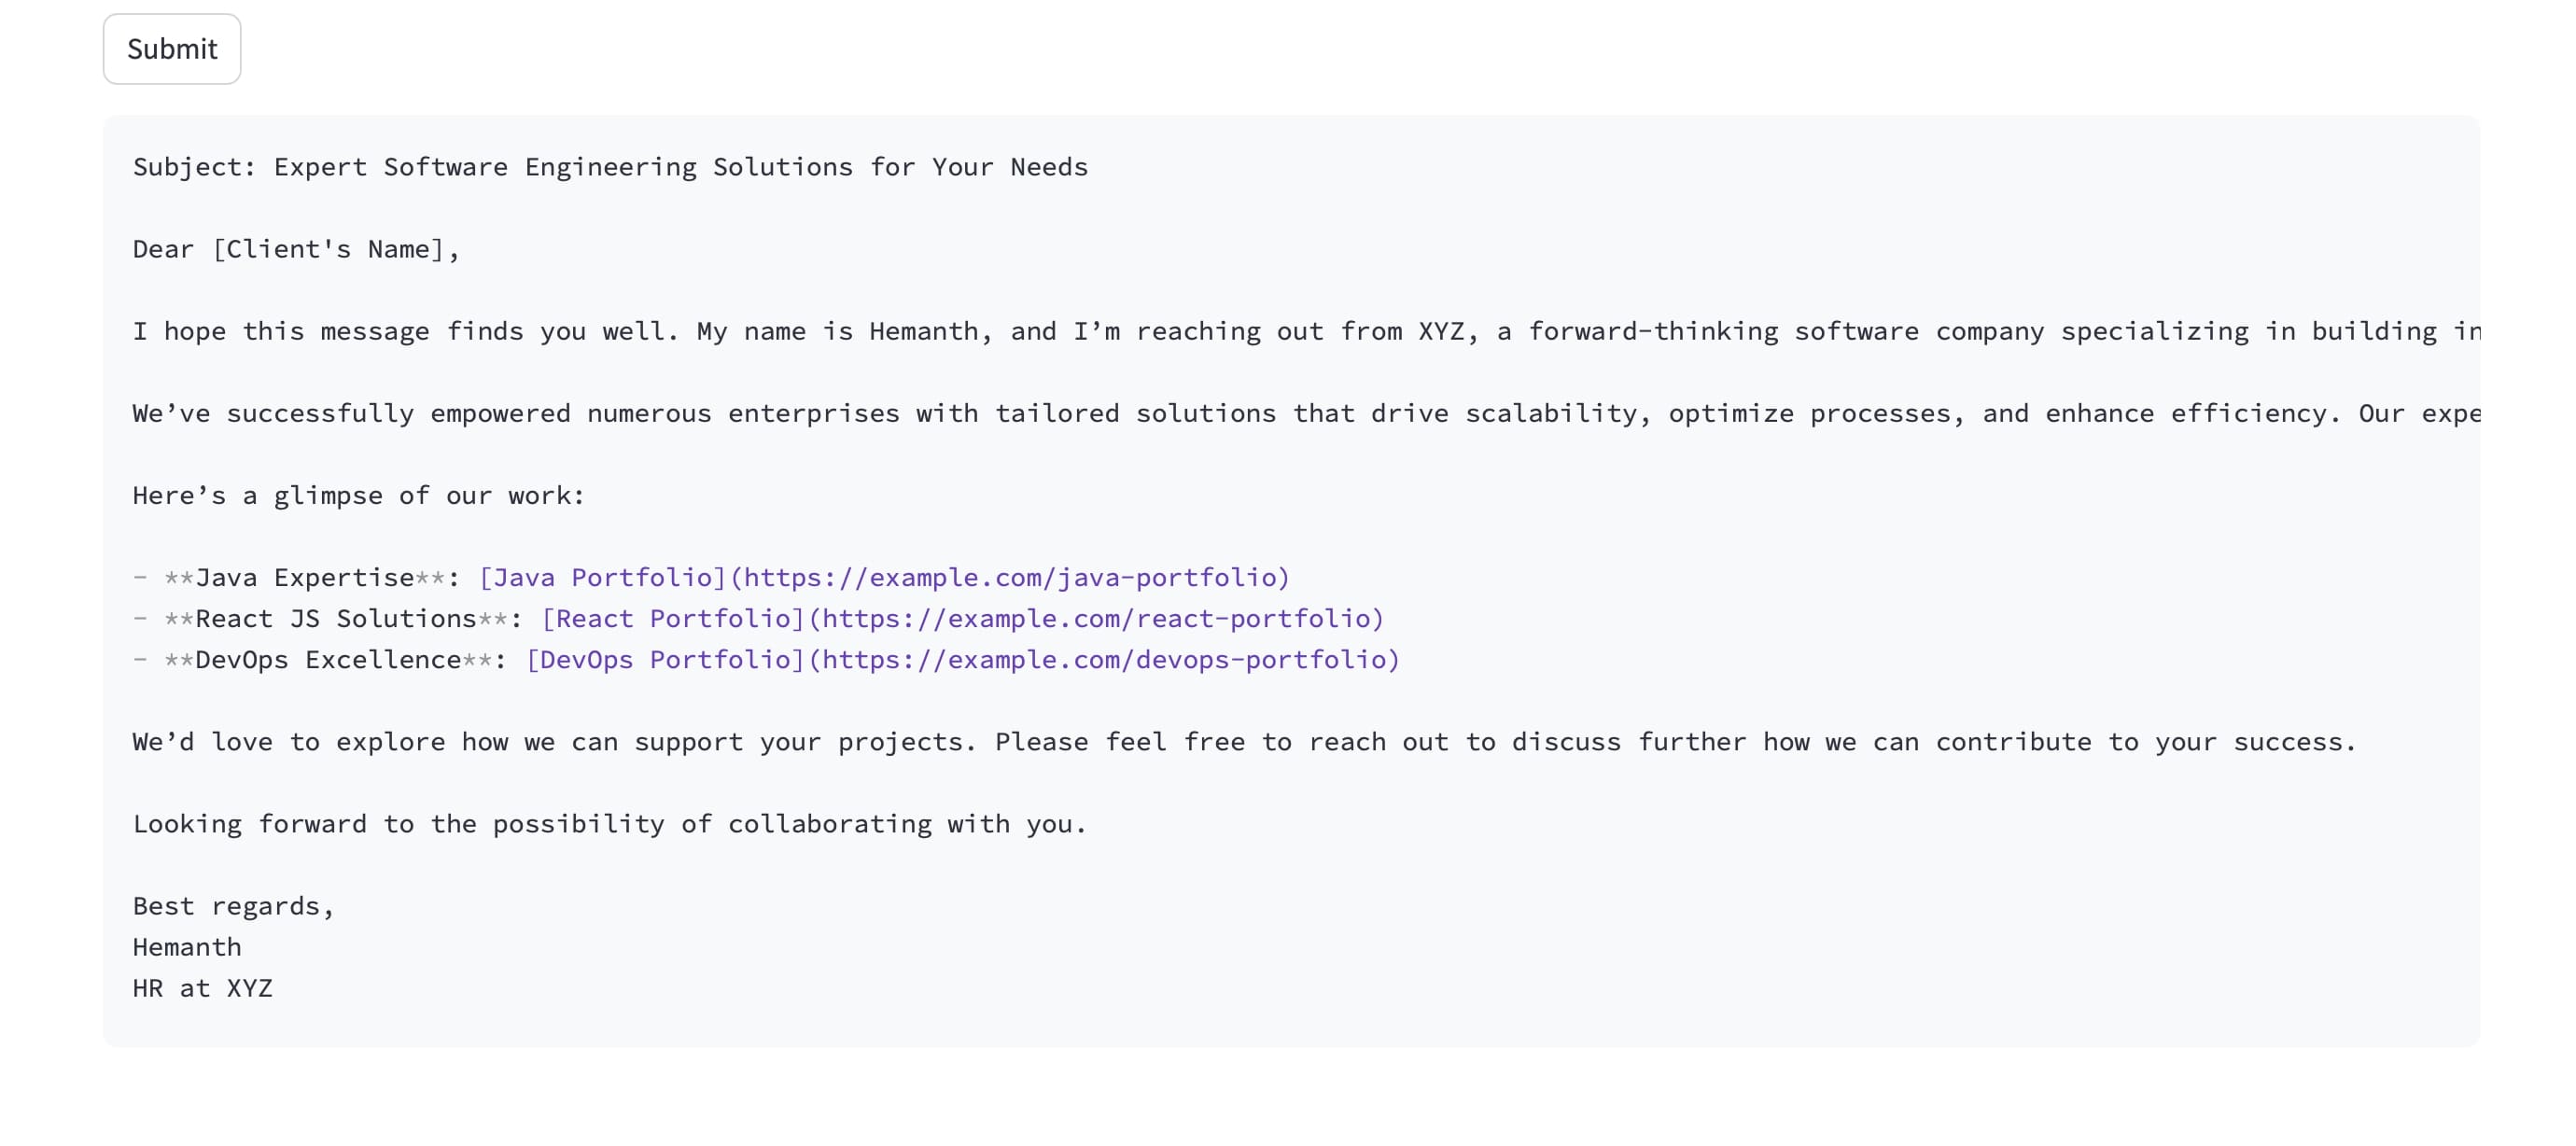 Submit
Subject: Expert Software Engineering Solutions for Your Needs
Dear [Client's Name],
I hope this message finds you well. My name is Hemanth, and I’m reaching out from XYZ, a forward-thinking software company specializing in building
We’ve successfully empowered numerous enterprises with tailored solutions that drive scalability, optimize processes, and enhance efficiency. Our
Here’s a glimpse of our work:
- **Java Expertise**: [Java Portfolio](https://example.com/java-portfolio)
- **React JS Solutions**: [React Portfolio](https://example.com/react-portfolio)
- **DevOps Excellence**: [DevOps Portfolio](https://example.com/devops-portfolio)
We’d love to explore how we can support your projects. Please feel free to reach out to discuss further how we can contribute to your success.
Looking forward to the possibility of collaborating with you.
Best regards,
Hemanth
HR at XYZ